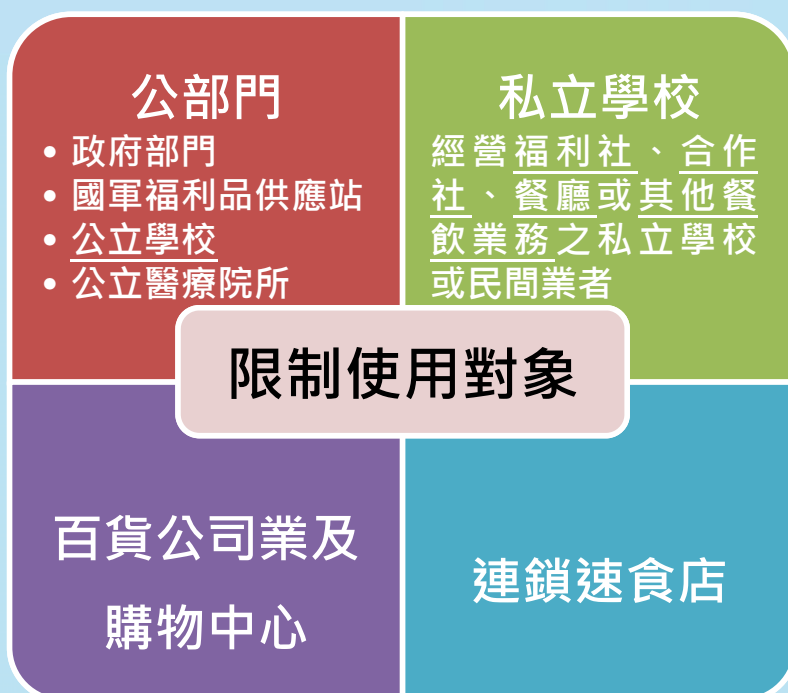 公部門
• 政府部門
• 國軍福利品供應站
• 公立學校
• 公立醫療院所
私立學校
經營福利社、合作
社、餐廳或其他餐
飲業務之私立學校
或民間業者
限制使用對象
百貨公司業及
購物中心
連鎖速食店